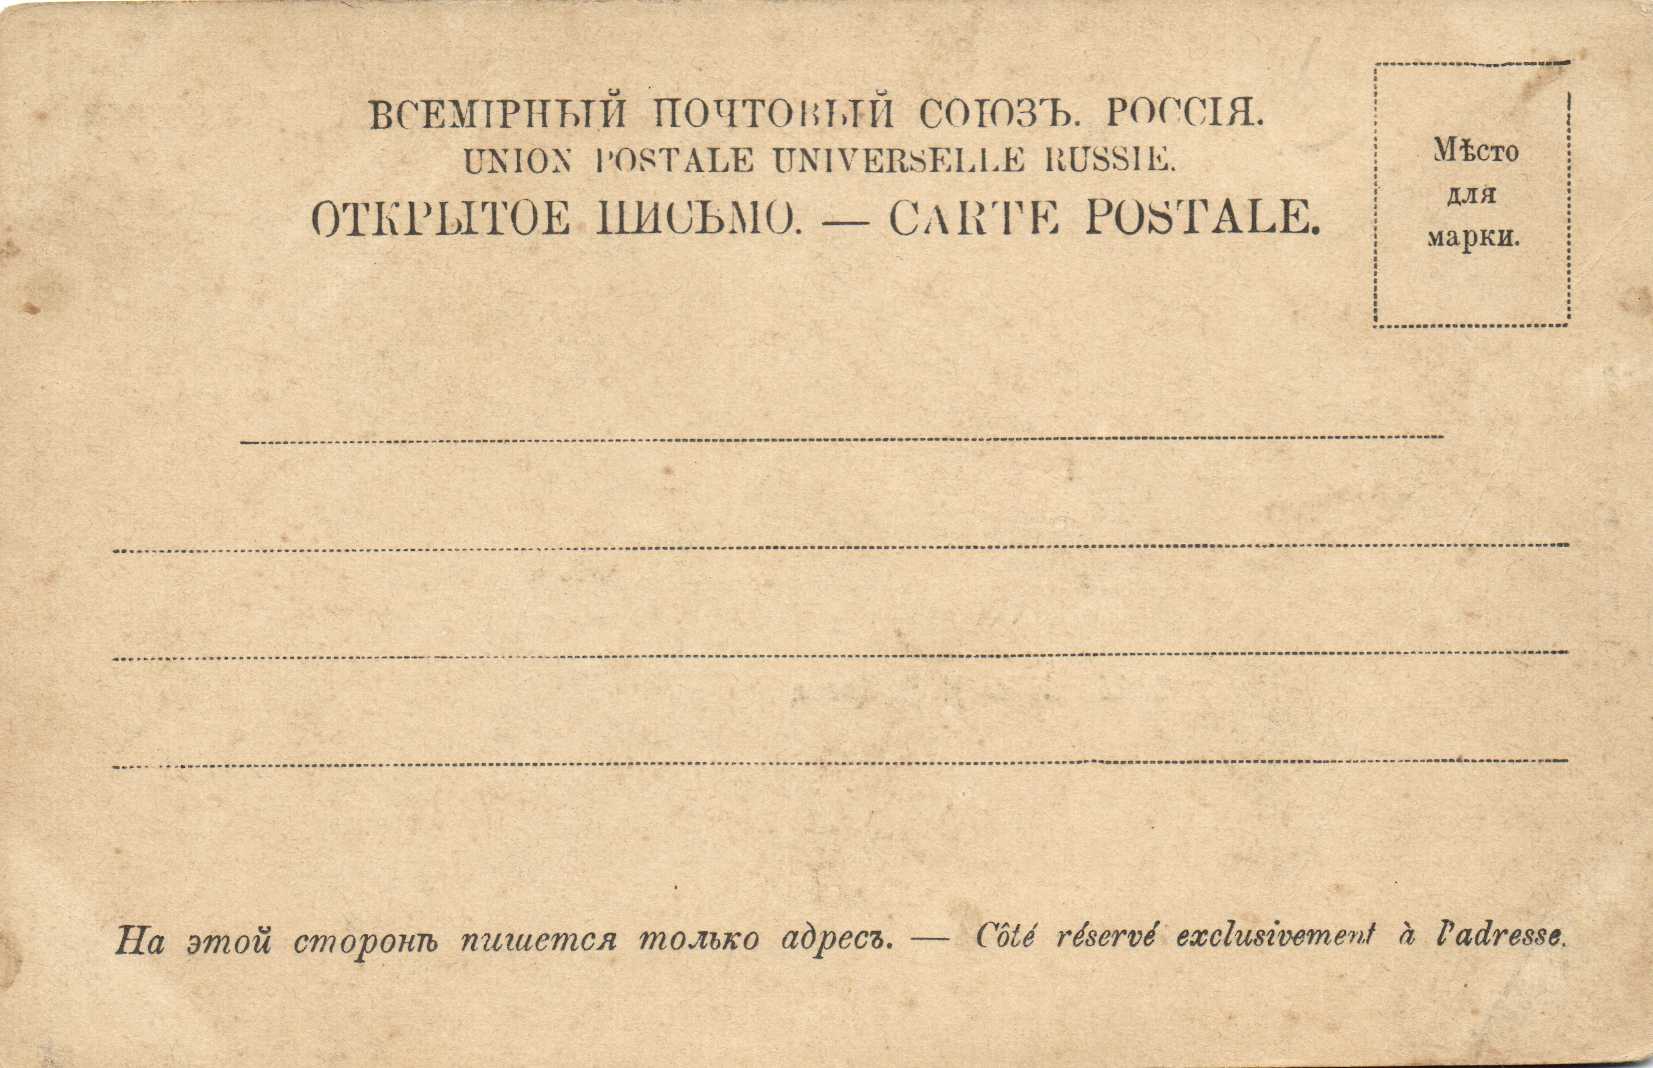 ВСЕМІРНЫЙ ПОЧТОВЫЙ СОЮЗЪ. РОССІЯ.
UNION POSTALE UNIVERSELLE RUSSIE.
ОТКРЫТОЕ ПИСЬМО. — CARTE POSTALE.
Мѣсто
для
марки.
На этой сторонѣ пишется только адресъ. — Côté réservé exclusivement à l'adresse.